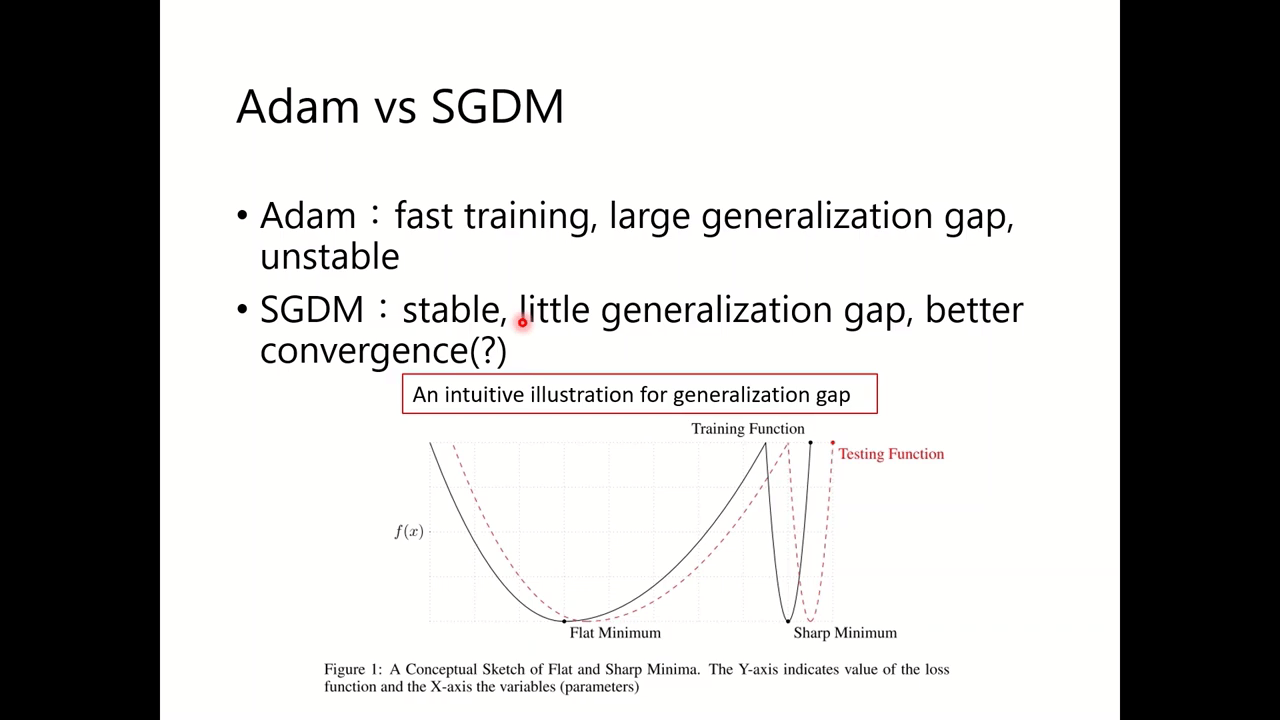 Adam vs SGDM
• Adam：fast training, large generalization gap,
unstable
• SGDM：stable, little generalization gap, better
convergence(?)
An intuitive illustration for generalization gap
Training Function
Testing Function
f(x)
Flat Minimum
Sharp Minimum
Figure 1: A Conceptual Sketch of Flat and Sharp Minima. The Y-axis indicates value of the loss
function and the X-axis the variables (parameters)